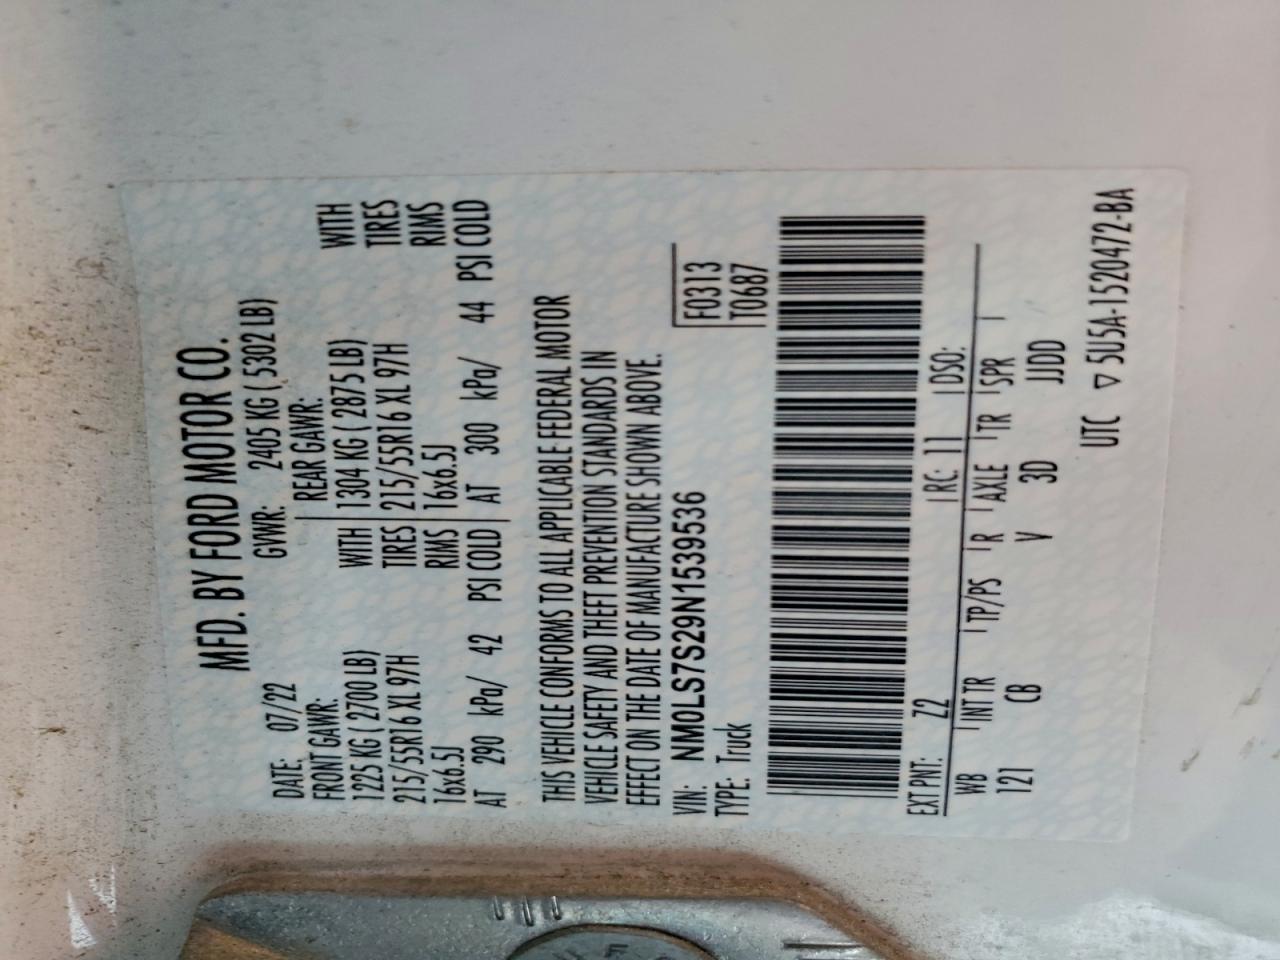 MFD. BY FORD MOTOR CO.
DATE: 07/22 GVWR: 2405 KG ( 5302 LB)
FRONT GAWR: REAR GAWR:
1225 KG ( 2700 LB) WITH 1304 KG ( 2875 LB) WITH
215/55R16 XL 97H TIRES 215/55R16 XL 97H TIRES
16x6.5J RIMS 16x6.5J RIMS
AT 290 kPa/ 42 PSI COLD AT 300 kPa/ 44 PSI COLD
THIS VEHICLE CONFORMS TO ALL APPLICABLE FEDERAL MOTOR
VEHICLE SAFETY AND THEFT PREVENTION STANDARDS IN
EFFECT ON THE DATE OF MANUFACTURE SHOWN ABOVE.
VIN: NM0LS7S29N1539536 F0313
TYPE: Truck T0687
EXT PNT: Z2 RC: 11 DSO:
WB INT TR TP/PS R AXLE TR SPR
121 CB V 3D JJDD
UTC ▽ 5U5A-1520472-BA